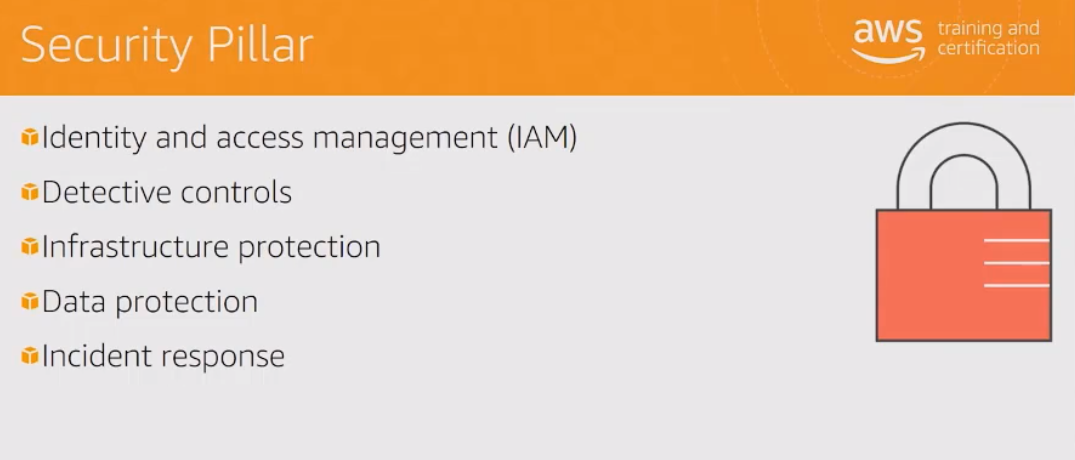 Security Pillar
aws training and
certification
Identity and access management (IAM)
Detective controls
Infrastructure protection
Data protection
Incident response